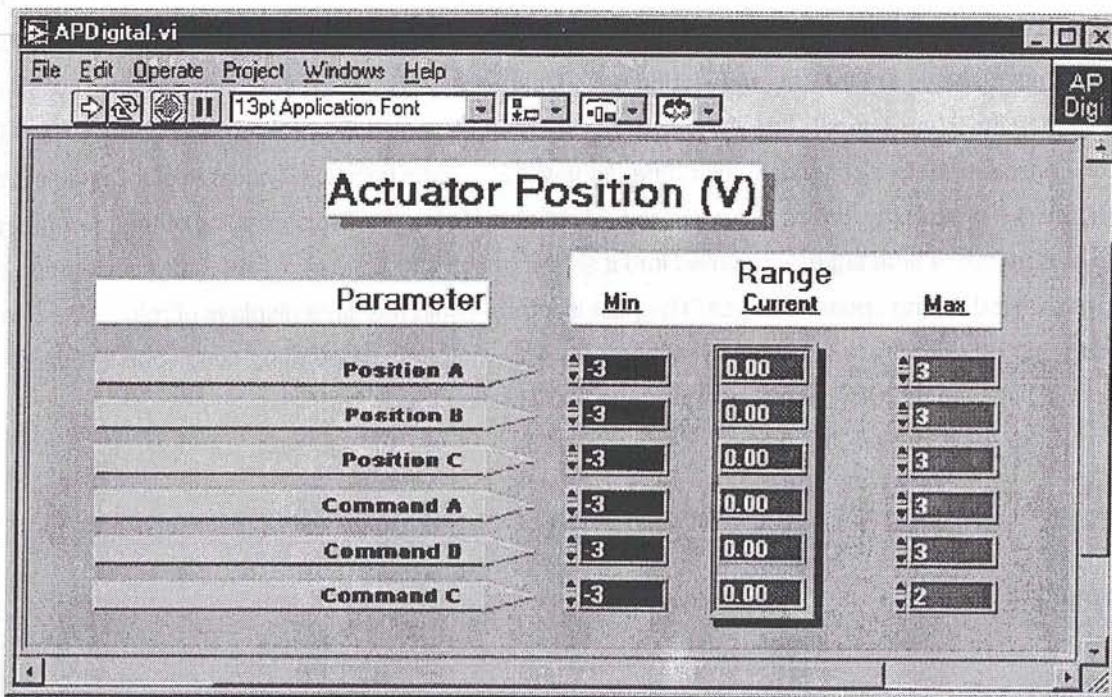 APDigital.vi
File Edit Operate Project Windows Help
13pt Application Font
AP
Digi
Actuator Position (V)
Range
Parameter Min Current Max
Position A -3 0.00 3
Position B -3 0.00 3
Position C -3 0.00 3
Command A -3 0.00 3
Command B -3 0.00 3
Command C -3 0.00 2